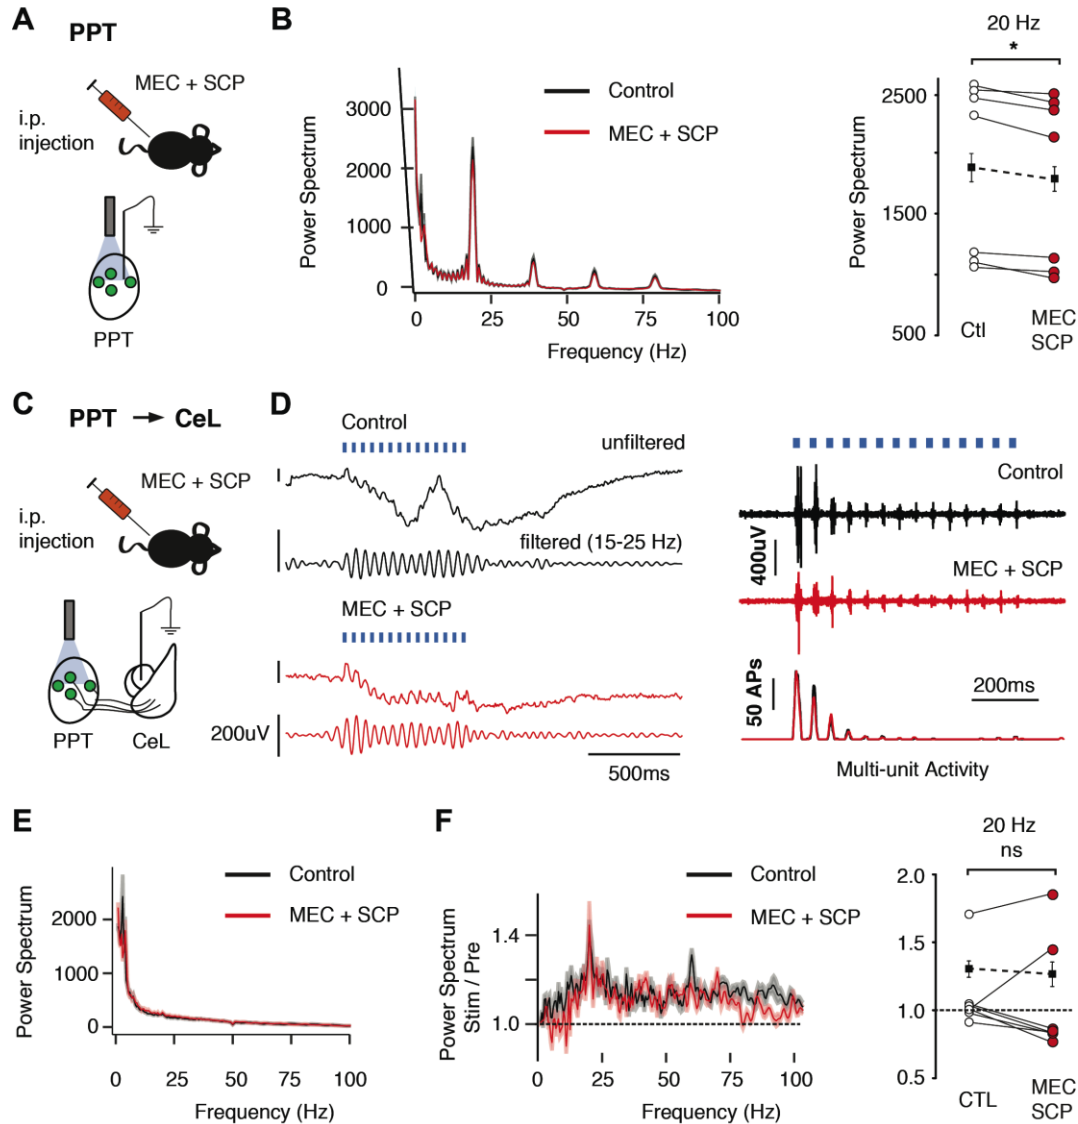 A
PPT
MEC + SCP
i.p.
injection
PPT
B
Power Spectrum
3000
2000
1000
0
0
25
50
75
100
Frequency (Hz)
Control
MEC + SCP
20 Hz
*
Power Spectrum
2500
1500
500
Ctl
MEC
SCP
C
PPT → CeL
MEC + SCP
i.p.
injection
PPT
CeL
D
Control
unfiltered
filtered (15-25 Hz)
MEC + SCP
200uV
500ms
Control
400uV
MEC + SCP
50 APs
200ms
Multi-unit Activity
E
Power Spectrum
2000
1000
0
0
25
50
75
100
Frequency (Hz)
Control
MEC + SCP
F
Power Spectrum
Stim / Pre
1.4
1.0
0
25
50
75
100
Frequency (Hz)
Control
MEC + SCP
20 Hz
ns
2.0
1.5
1.0
0.5
CTL
MEC
SCP